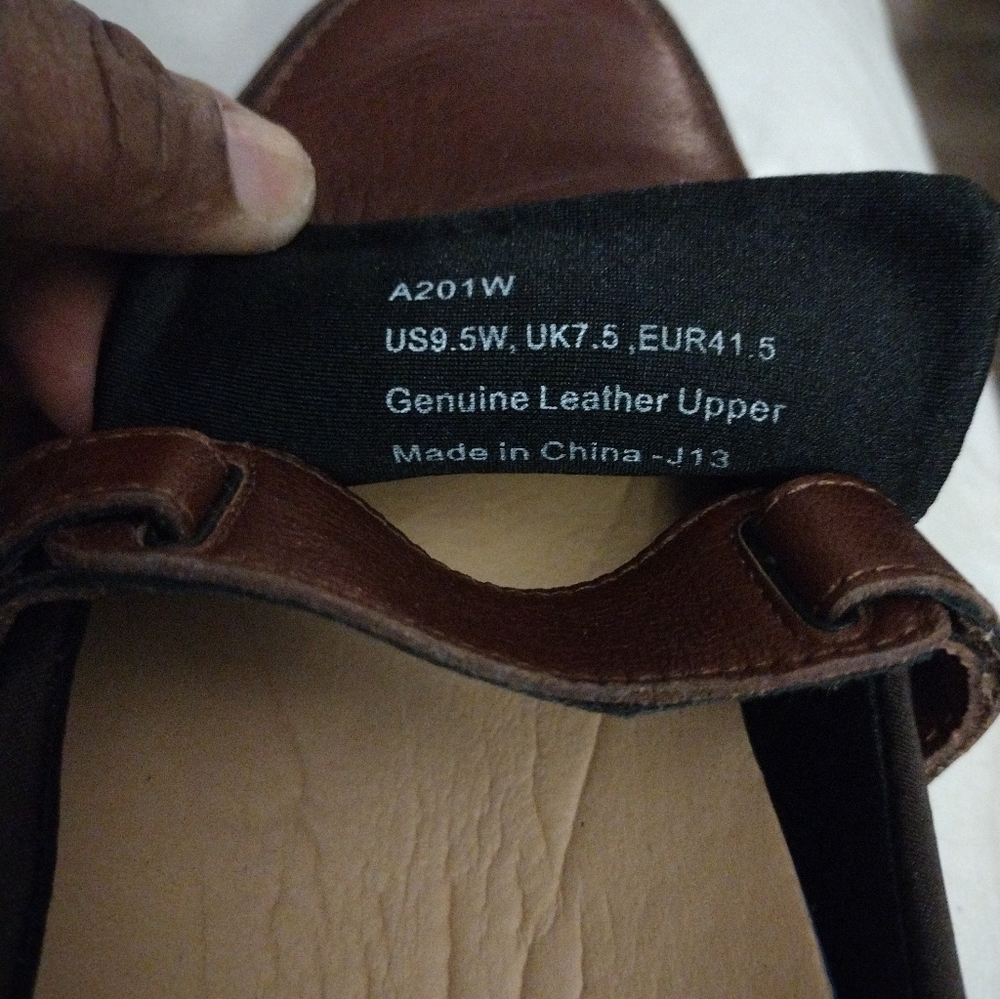 A201W
US9.5W, UK7.5 ,EUR41.5
Genuine Leather Upper
Made in China -J13